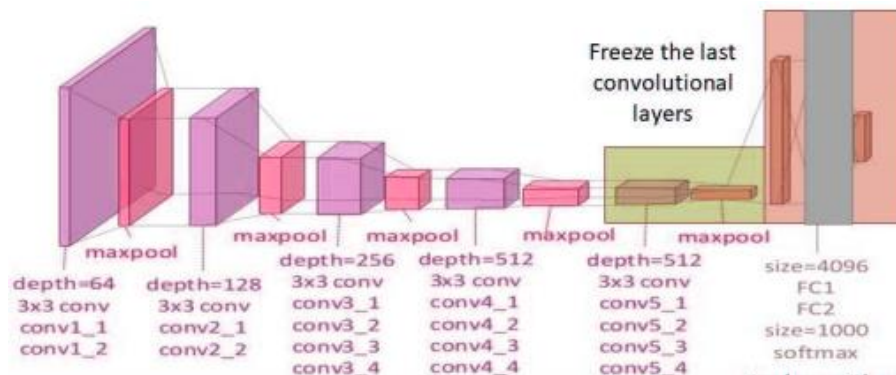 Freeze the last
convolutional
layers
maxpool
maxpool
maxpool
maxpool
maxpool
depth=64
3x3 conv
conv1_1
conv1_2
depth=128
3x3 conv
conv2_1
conv2_2
depth=256
3x3 conv
conv3_1
conv3_2
conv3_3
conv3_4
depth=512
3x3 conv
conv4_1
conv4_2
conv4_3
conv4_4
depth=512
3x3 conv
conv5_1
conv5_2
conv5_3
conv5_4
size=4096
FC1
FC2
size=1000
softmax